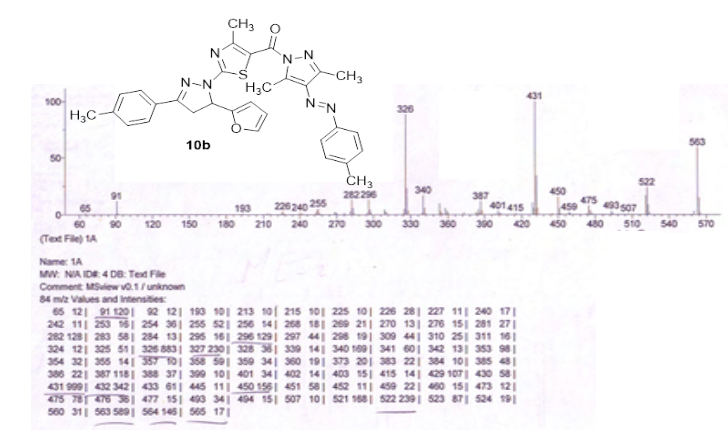 CH3
O
N
N
N
CH3
N
N
S
H3C
H3C
N
N
O
10b
CH3
100
50
0
65
91
193
226
240
255
282
296
326
340
387
401
415
431
450
459
475
493
507
522
563
60 90 120 150 180 210 240 270 300 330 360 390 420 450 480 510 540 570
(Text File) 1A
Name: 1A
MW: N/A ID#: 4 DB: Text File
Comment: MSview v0.1 / unknown
84 m/z Values and Intensities:
65 12 | 91 120 | 92 12 | 193 10 | 213 10 | 215 10 | 225 10 | 226 28 | 227 11 | 240 17 |
242 11 | 253 16 | 254 36 | 255 52 | 256 14 | 268 18 | 269 21 | 270 13 | 276 15 | 281 27 |
282 128 | 283 58 | 284 13 | 295 16 | 296 129 | 297 44 | 298 19 | 309 44 | 310 25 | 311 16 |
324 12 | 325 51 | 326 883 | 327 230 | 328 36 | 339 14 | 340 169 | 341 60 | 342 13 | 353 98 |
354 32 | 355 14 | 357 10 | 358 59 | 359 34 | 360 19 | 373 20 | 383 22 | 384 10 | 385 48 |
386 22 | 387 118 | 388 37 | 399 10 | 401 34 | 402 14 | 403 15 | 415 14 | 429 107 | 430 58 |
431 999 | 432 342 | 433 61 | 445 11 | 450 156 | 451 58 | 452 11 | 459 22 | 460 15 | 473 12 |
475 78 | 476 36 | 477 15 | 493 34 | 494 15 | 507 10 | 521 168 | 522 239 | 523 87 | 524 19 |
560 31 | 563 589 | 564 146 | 565 17 |